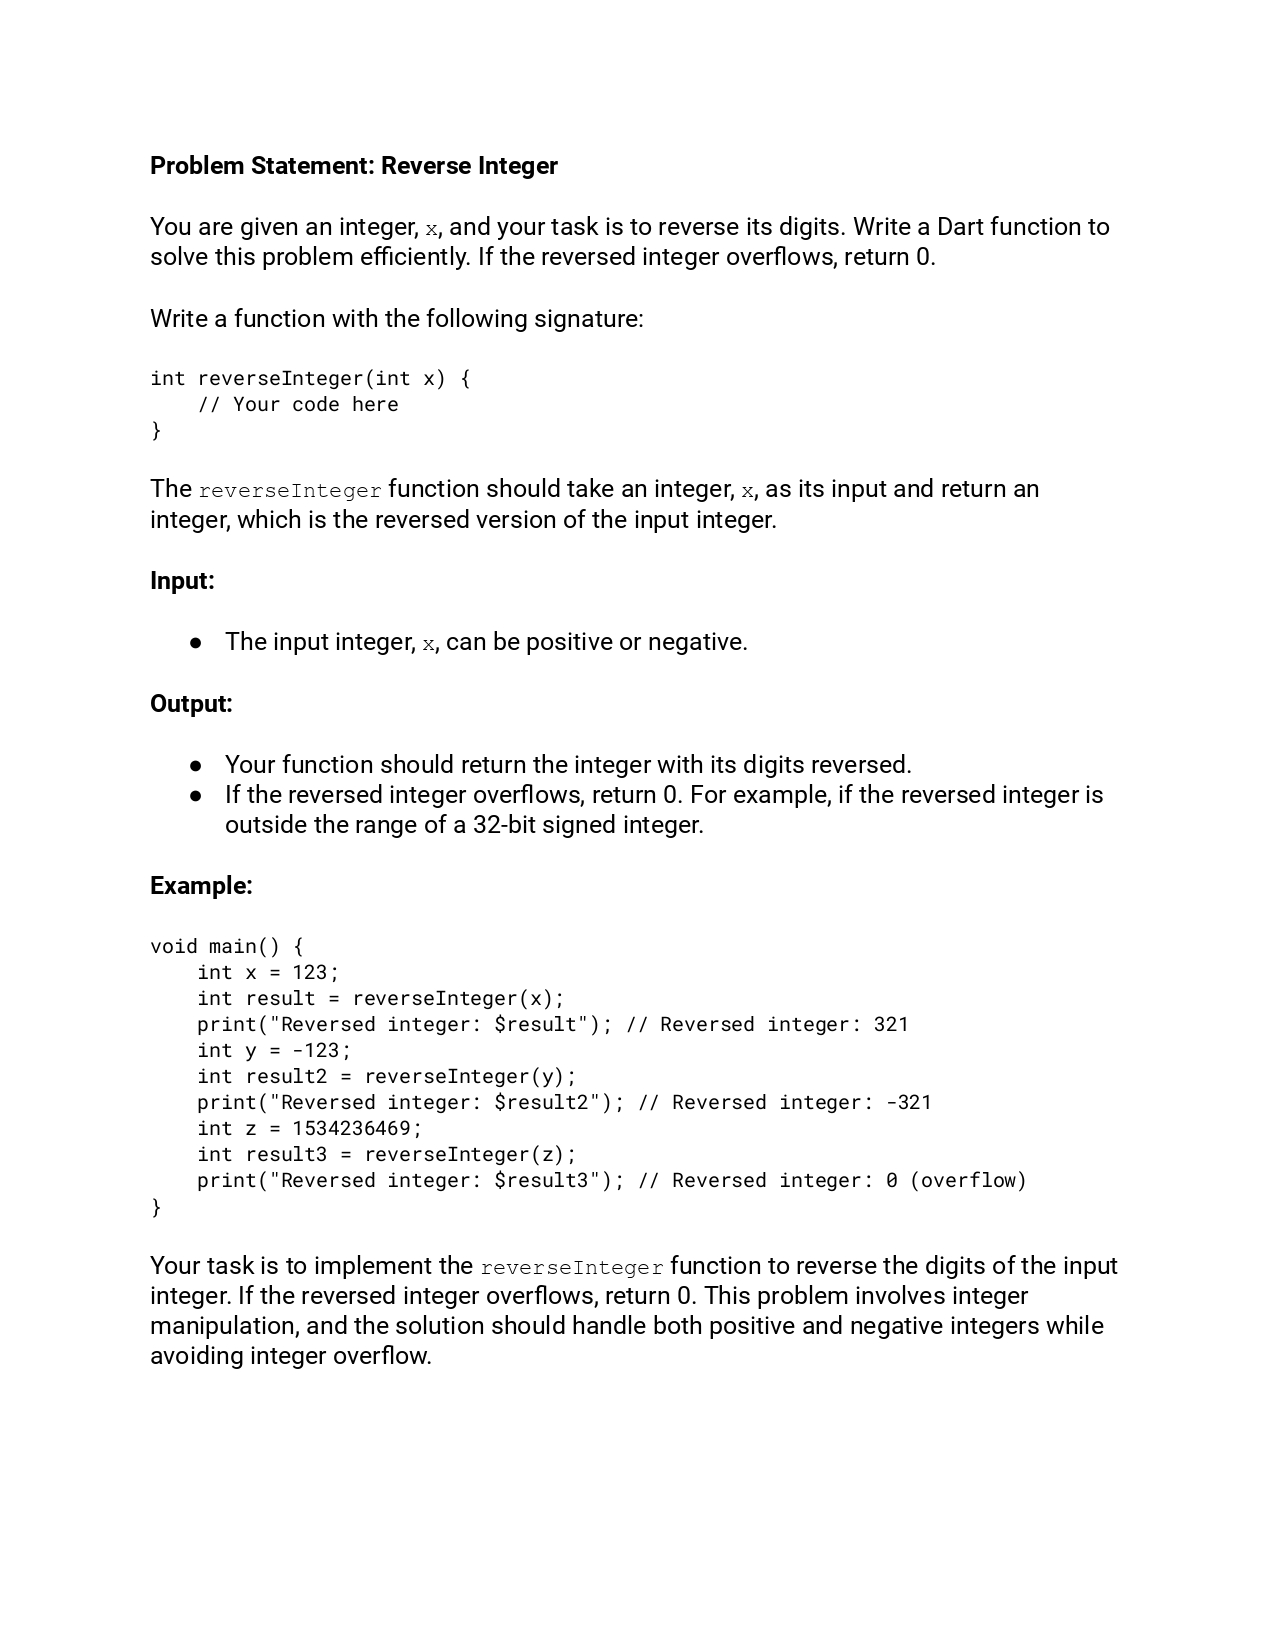 Problem Statement: Reverse Integer
You are given an integer, x, and your task is to reverse its digits. Write a Dart function to
solve this problem efficiently. If the reversed integer overflows, return 0.
Write a function with the following signature:
int reverseInteger(int x) {
    // Your code here
}
The reverseInteger function should take an integer, x, as its input and return an
integer, which is the reversed version of the input integer.
Input:
● The input integer, x, can be positive or negative.
Output:
● Your function should return the integer with its digits reversed.
● If the reversed integer overflows, return 0. For example, if the reversed integer is
outside the range of a 32-bit signed integer.
Example:
void main() {
    int x = 123;
    int result = reverseInteger(x);
    print("Reversed integer: $result"); // Reversed integer: 321
    int y = -123;
    int result2 = reverseInteger(y);
    print("Reversed integer: $result2"); // Reversed integer: -321
    int z = 1534236469;
    int result3 = reverseInteger(z);
    print("Reversed integer: $result3"); // Reversed integer: 0 (overflow)
}
Your task is to implement the reverseInteger function to reverse the digits of the input
integer. If the reversed integer overflows, return 0. This problem involves integer
manipulation, and the solution should handle both positive and negative integers while
avoiding integer overflow.